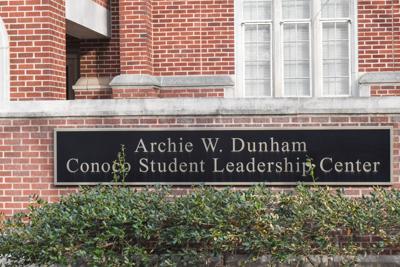 Archie W. Dunham
Conoco Student Leadership Center